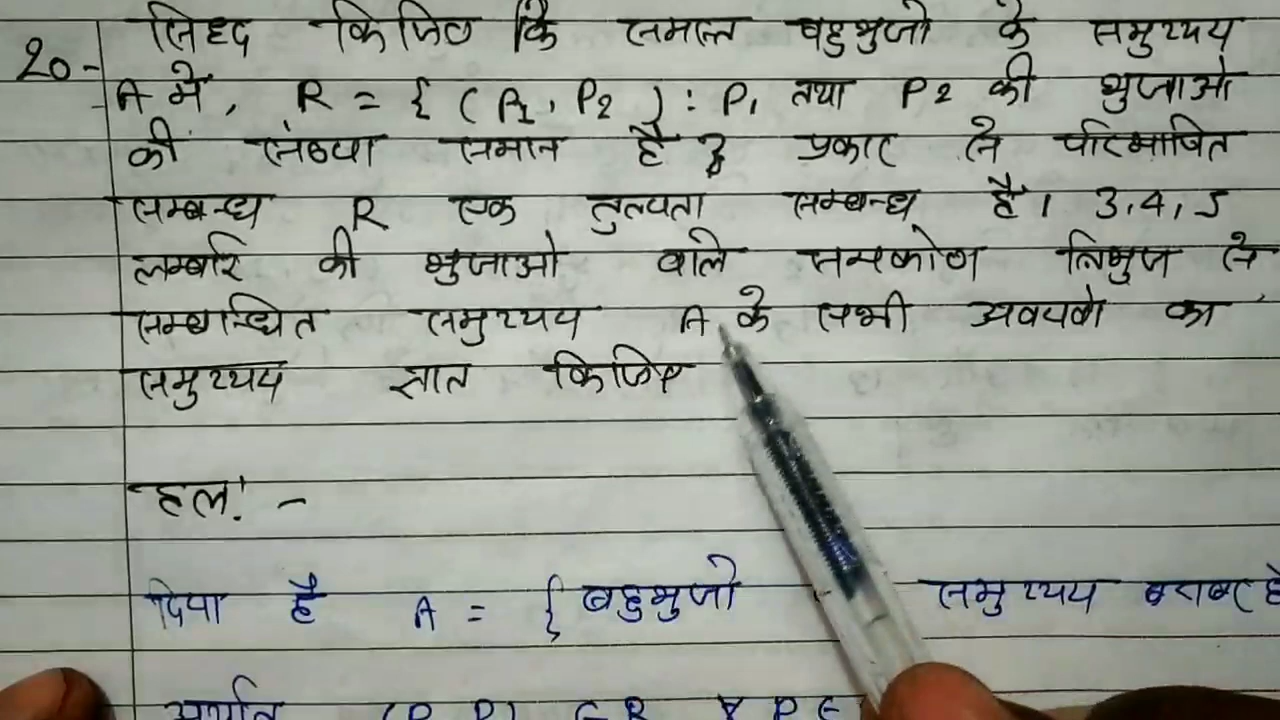 20- सिध्द किजिए कि समस्त बहुभुजो के समुच्चय
A मे, R = { (P1, P2) : P1 तथा P2 की भुजाओ
की संख्या समान है } प्रकार से परिभाषित
सम्बन्ध R एक तुल्यता सम्बन्ध है। 3,4,5
लम्बाई की भुजाओ वाले समकोण त्रिभुज से
सम्बन्धित समुच्चय A के सभी अवयवो का
समुच्चय ज्ञात किजिए
हल! -
दिया है A = { बहुभुजो समुच्चय बराबर है
अर्थात (P, P) ∈ R ∀ P ∈